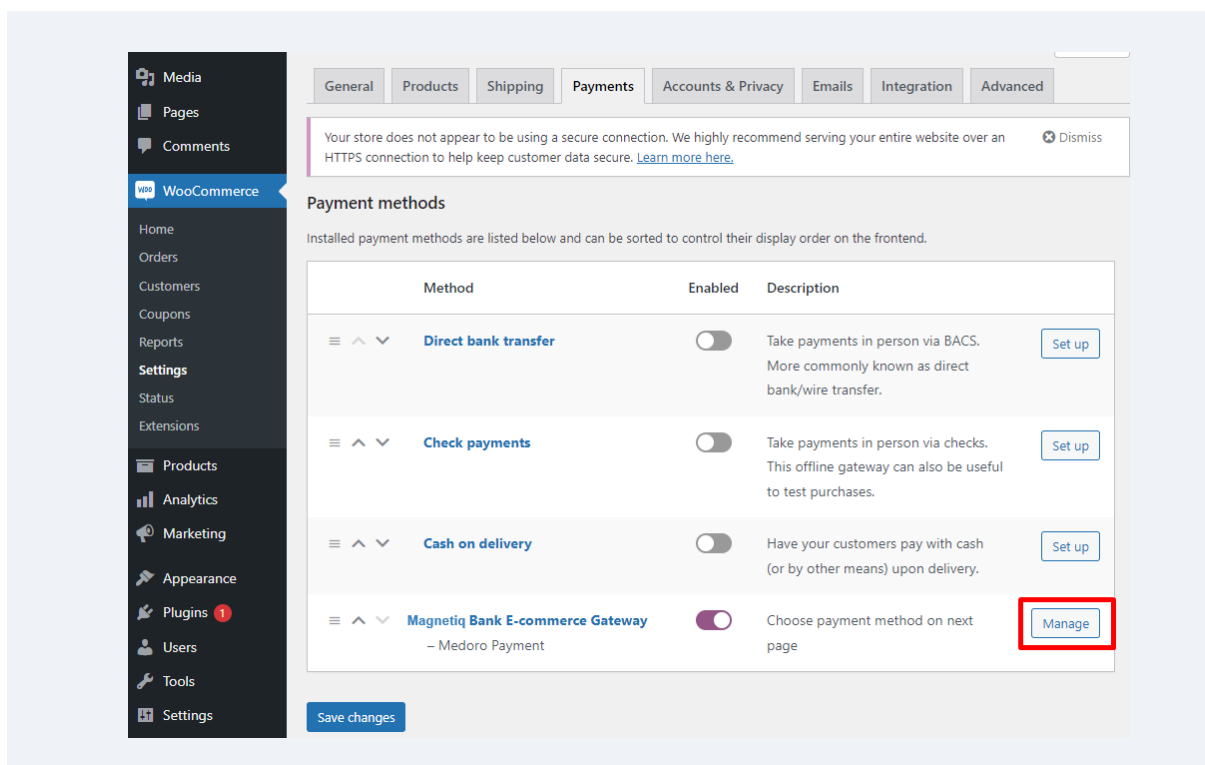 Media
Pages
Comments
WooCommerce
Home
Orders
Customers
Coupons
Reports
Settings
Status
Extensions
Products
Analytics
Marketing
Appearance
Plugins 1
Users
Tools
Settings
General Products Shipping Payments Accounts & Privacy Emails Integration Advanced
Your store does not appear to be using a secure connection. We highly recommend serving your entire website over an
HTTPS connection to help keep customer data secure. Learn more here.
Dismiss
Payment methods
Installed payment methods are listed below and can be sorted to control their display order on the frontend.
Method Enabled Description
Direct bank transfer
Take payments in person via BACS.
More commonly known as direct
bank/wire transfer.
Set up
Check payments
Take payments in person via checks.
This offline gateway can also be useful
to test purchases.
Set up
Cash on delivery
Have your customers pay with cash
(or by other means) upon delivery.
Set up
Magnetiq Bank E-commerce Gateway
– Medoro Payment
Choose payment method on next
page
Manage
Save changes